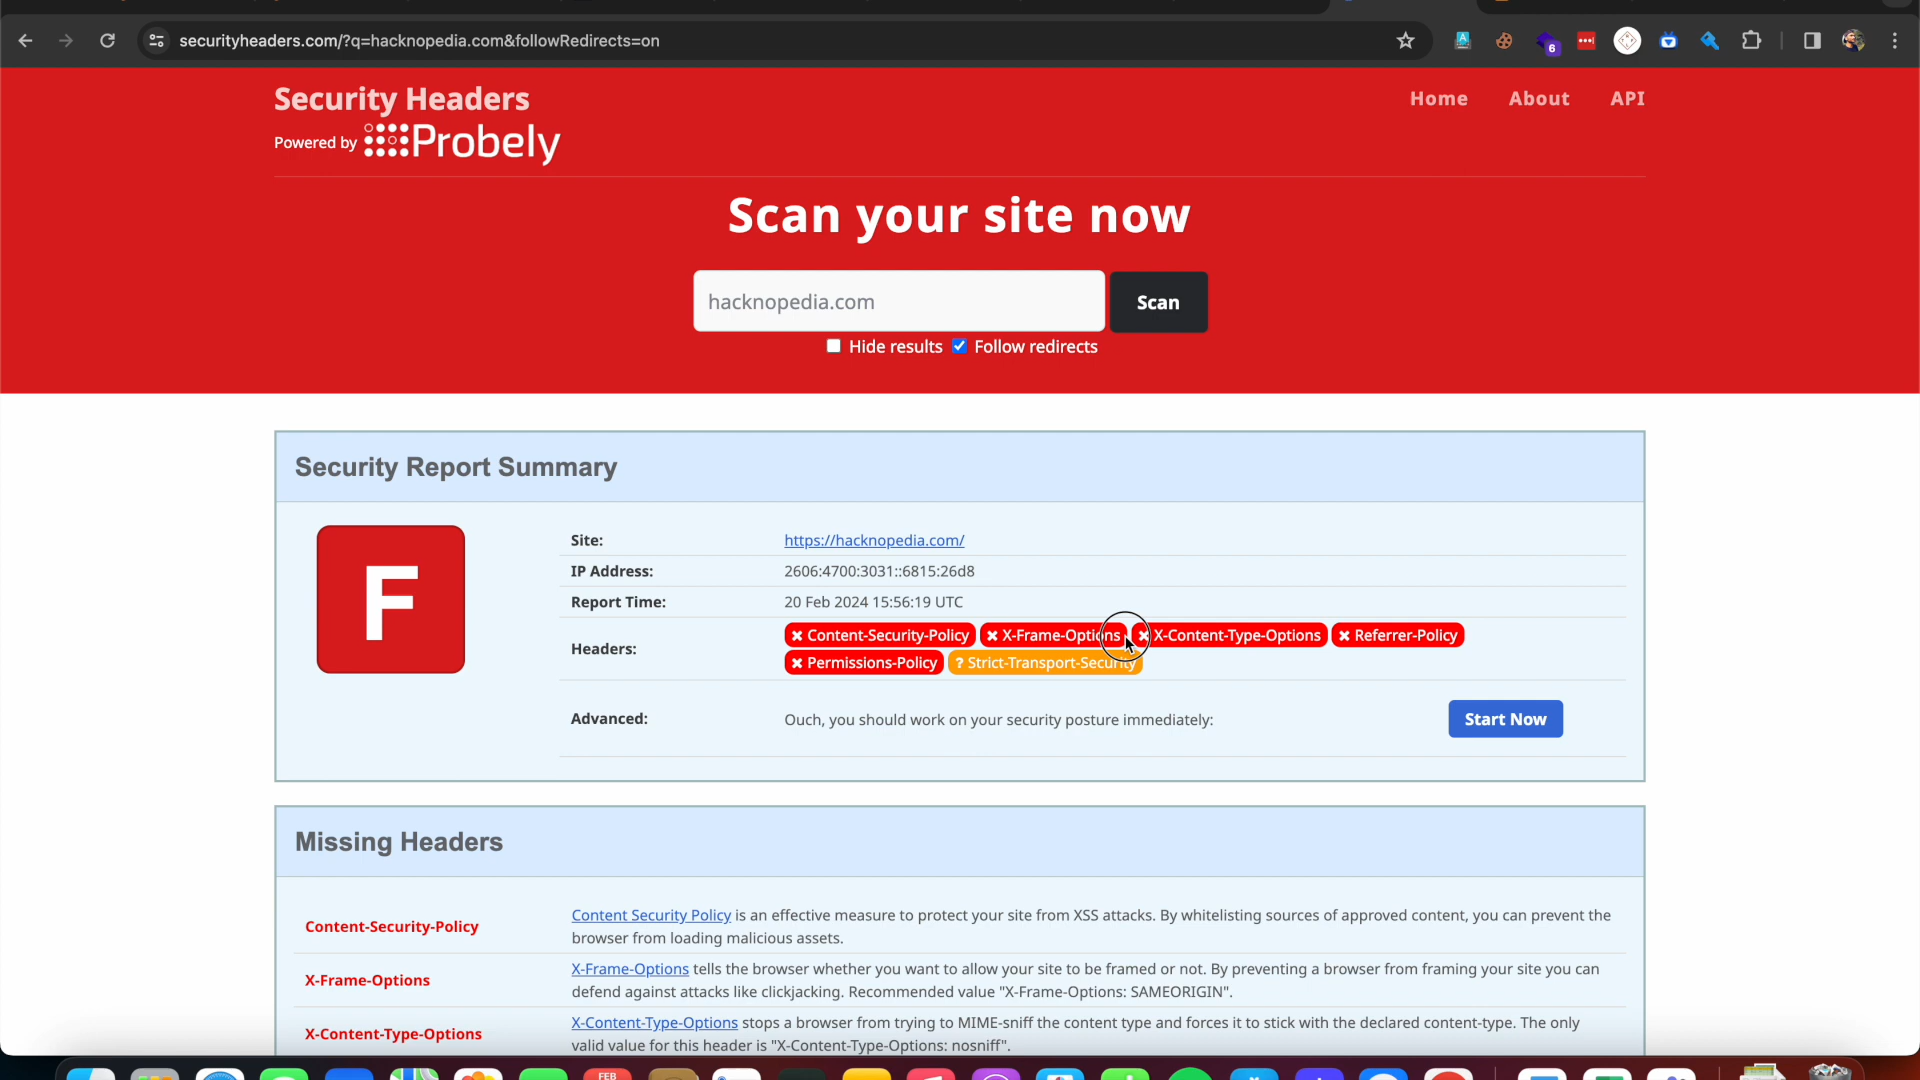 securityheaders.com/?q=hacknopedia.com&followRedirects=on
6
Security Headers
Home About API
Powered by Probely
Scan your site now
hacknopedia.com Scan
Hide results Follow redirects
Security Report Summary
F
Site: https://hacknopedia.com/
IP Address: 2606:4700:3031::6815:26d8
Report Time: 20 Feb 2024 15:56:19 UTC
Headers: Content-Security-Policy X-Frame-Options X-Content-Type-Options Referrer-Policy
Permissions-Policy ? Strict-Transport-Security
Advanced: Ouch, you should work on your security posture immediately: Start Now
Missing Headers
Content-Security-Policy Content Security Policy is an effective measure to protect your site from XSS attacks. By whitelisting sources of approved content, you can prevent the
browser from loading malicious assets.
X-Frame-Options X-Frame-Options tells the browser whether you want to allow your site to be framed or not. By preventing a browser from framing your site you can
defend against attacks like clickjacking. Recommended value "X-Frame-Options: SAMEORIGIN".
X-Content-Type-Options X-Content-Type-Options stops a browser from trying to MIME-sniff the content type and forces it to stick with the declared content-type. The only
valid value for this header is "X-Content-Type-Options: nosniff".
FEB